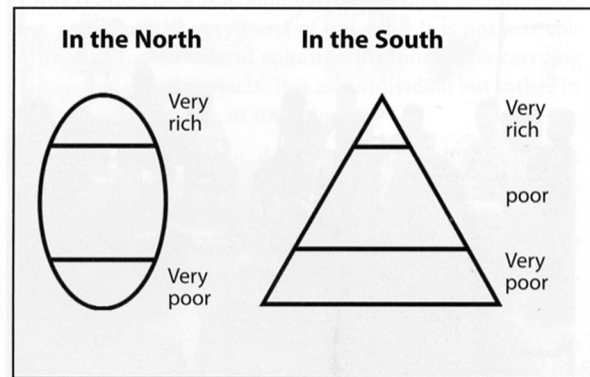 In the North
In the South
Very
rich
Very
poor
Very
rich
poor
Very
poor